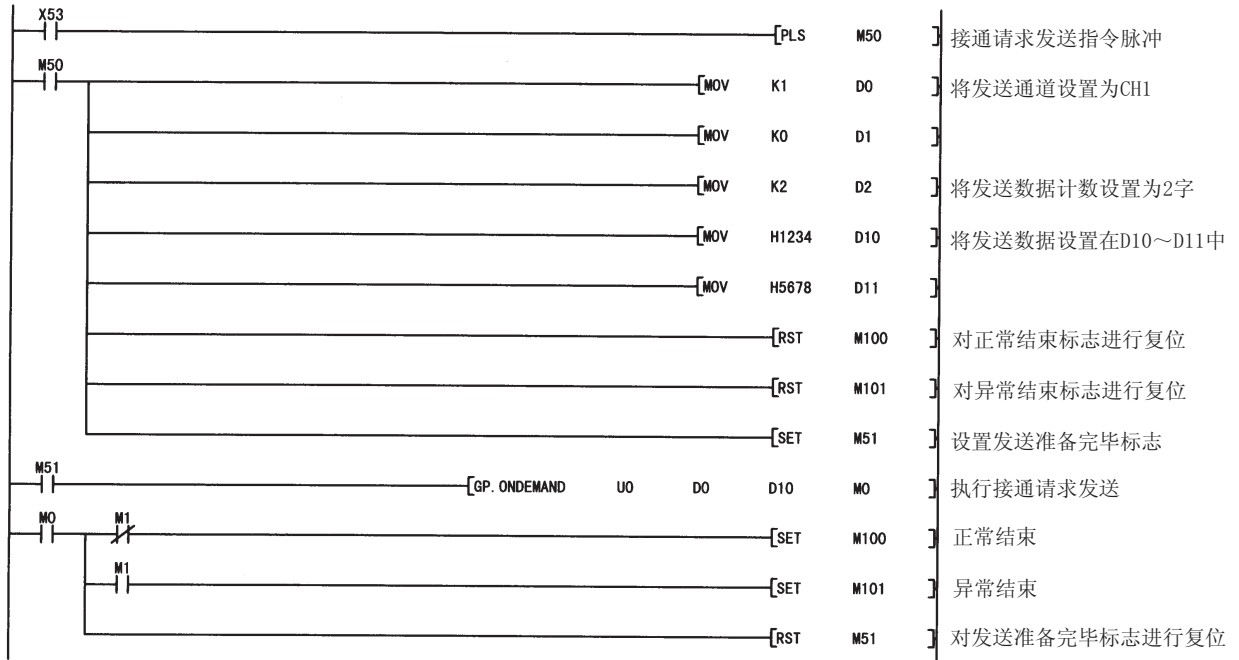 X53
[PLS M50 ] 接通请求发送指令脉冲
M50
[MOV K1 D0 ] 将发送通道设置为CH1
[MOV K0 D1 ]
[MOV K2 D2 ] 将发送数据计数设置为2字
[MOV H1234 D10 ] 将发送数据设置在D10～D11中
[MOV H5678 D11 ]
[RST M100 ] 对正常结束标志进行复位
[RST M101 ] 对异常结束标志进行复位
[SET M51 ] 设置发送准备完毕标志
M51
[GP.ONDEMAND U0 D0 D10 M0 ] 执行接通请求发送
M0 M1
[SET M100 ] 正常结束
M1
[SET M101 ] 异常结束
[RST M51 ] 对发送准备完毕标志进行复位